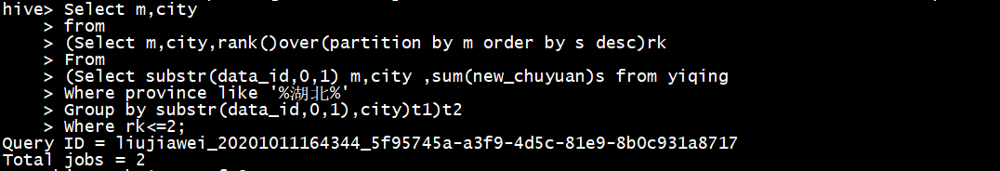 hive> Select m,city
    > from
    > (Select m,city,rank()over(partition by m order by s desc)rk
    > From
    > (Select substr(data_id,0,1) m,city ,sum(new_chuyuan)s from yiqing
    > Where province like '%湖北%'
    > Group by substr(data_id,0,1),city)t1)t2
    > Where rk<=2;
Query ID = liujiawei_20201011164344_5f95745a-a3f9-4d5c-81e9-8b0c931a8717
Total jobs = 2